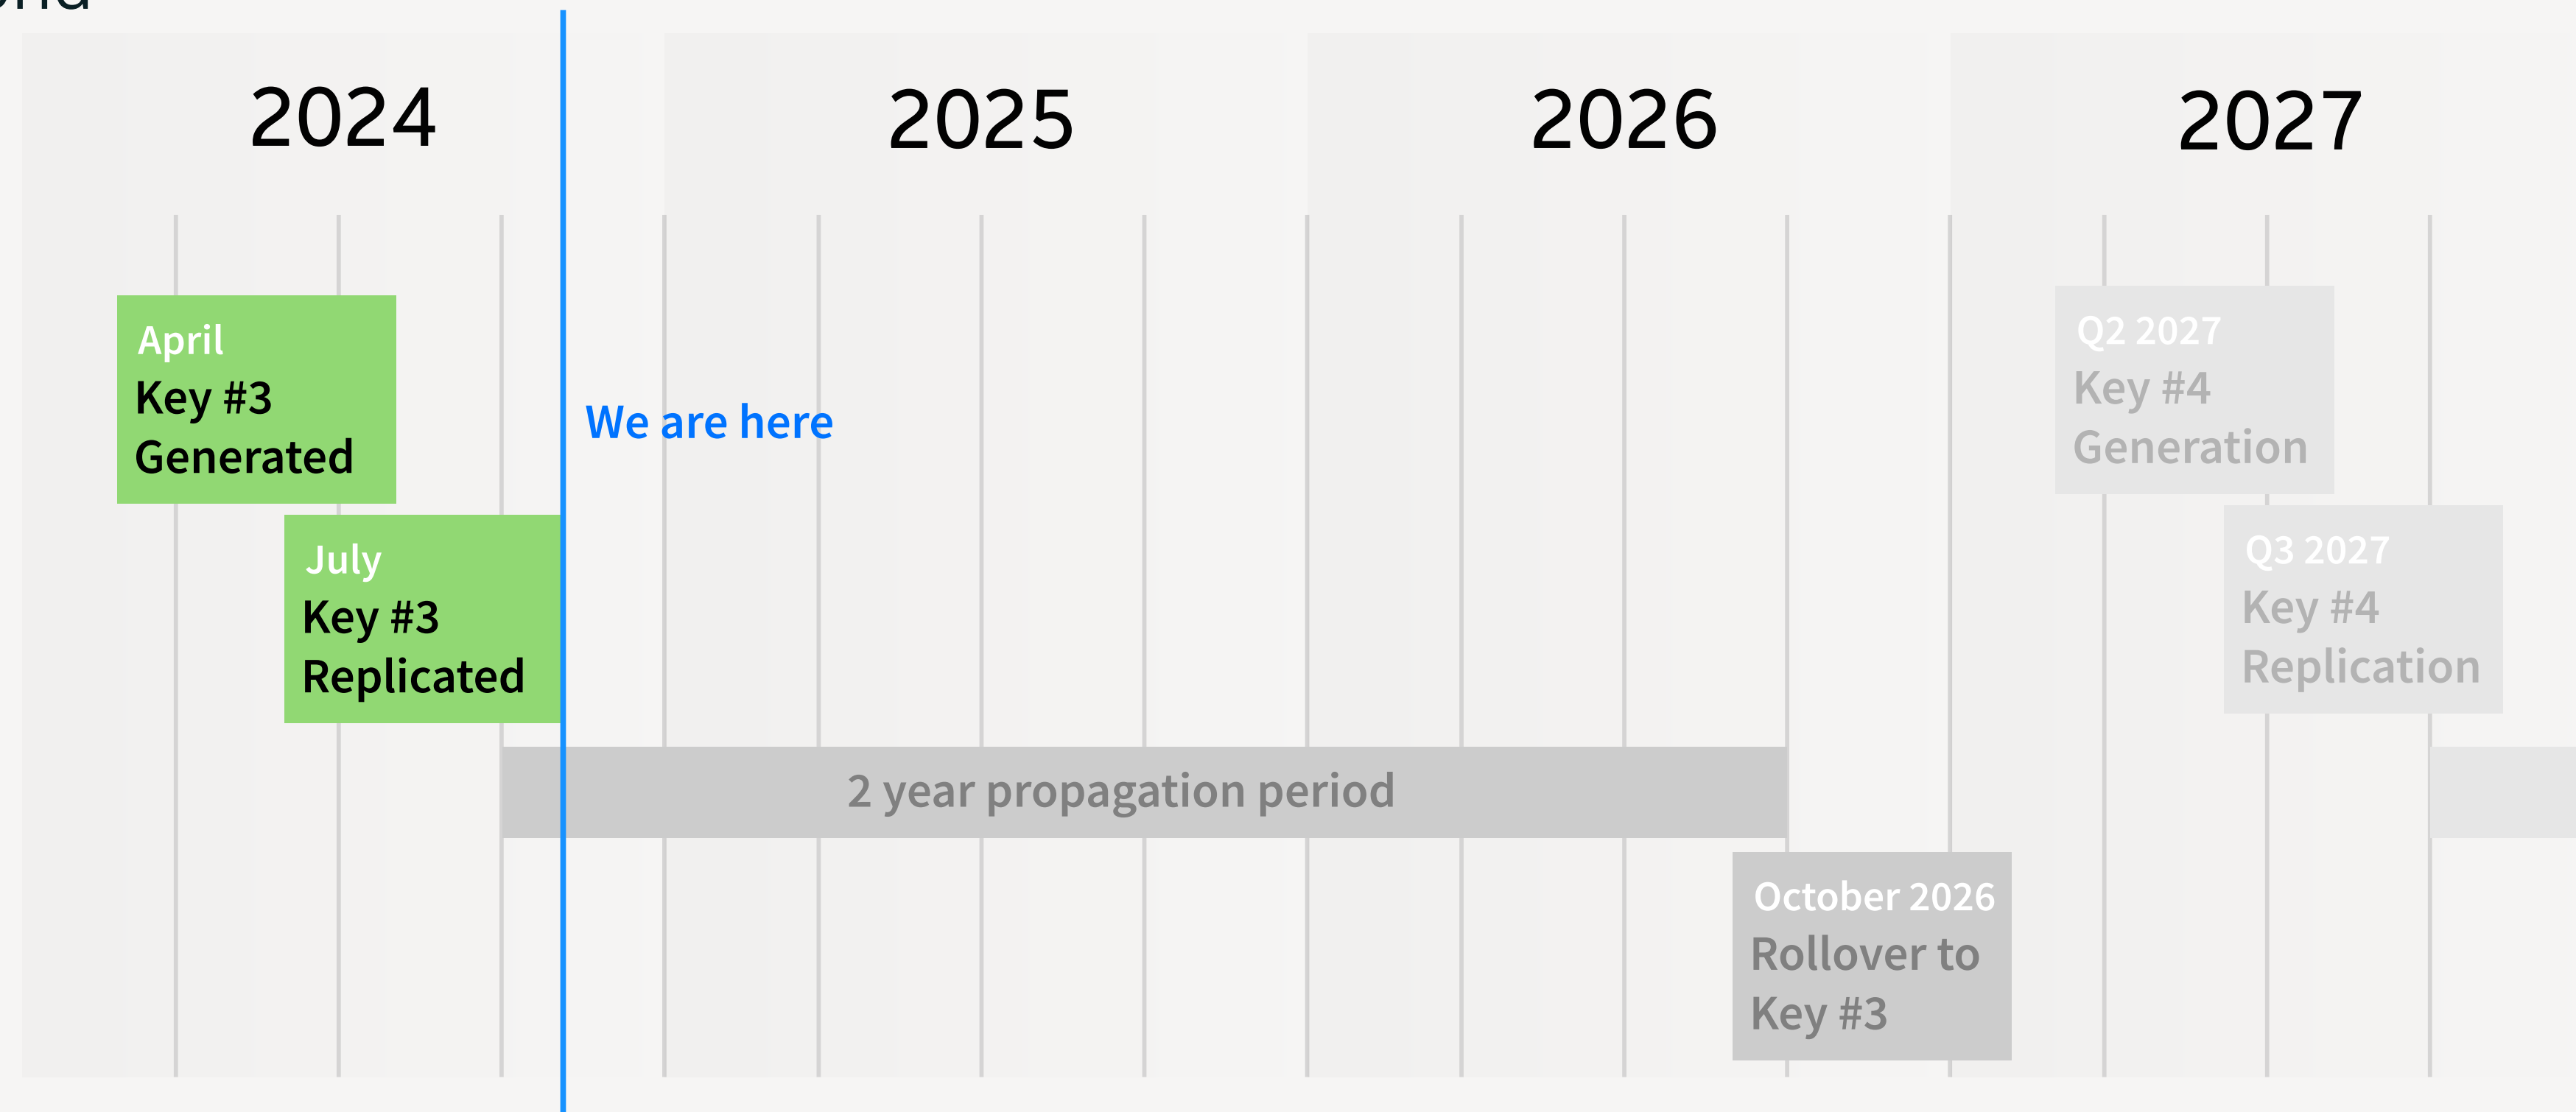 2024
2025
2026
2027
April
Key #3
Generated
July
Key #3
Replicated
We are here
2 year propagation period
October 2026
Rollover to
Key #3
Q2 2027
Key #4
Generation
Q3 2027
Key #4
Replication